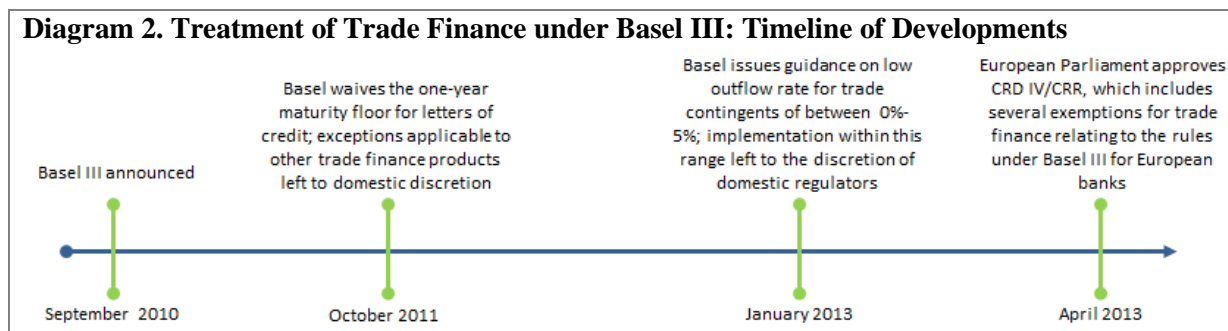 Diagram 2. Treatment of Trade Finance under Basel III: Timeline of Developments
Basel III announced
Basel waives the one-year
maturity floor for letters of
credit; exceptions applicable to
other trade finance products
left to domestic discretion
Basel issues guidance on low
outflow rate for trade
contingents of between 0%-
5%; implementation within this
range left to the discretion of
domestic regulators
European Parliament approves
CRD IV/CRR, which includes
several exemptions for trade
finance relating to the rules
under Basel III for European
banks
September 2010
October 2011
January 2013
April 2013